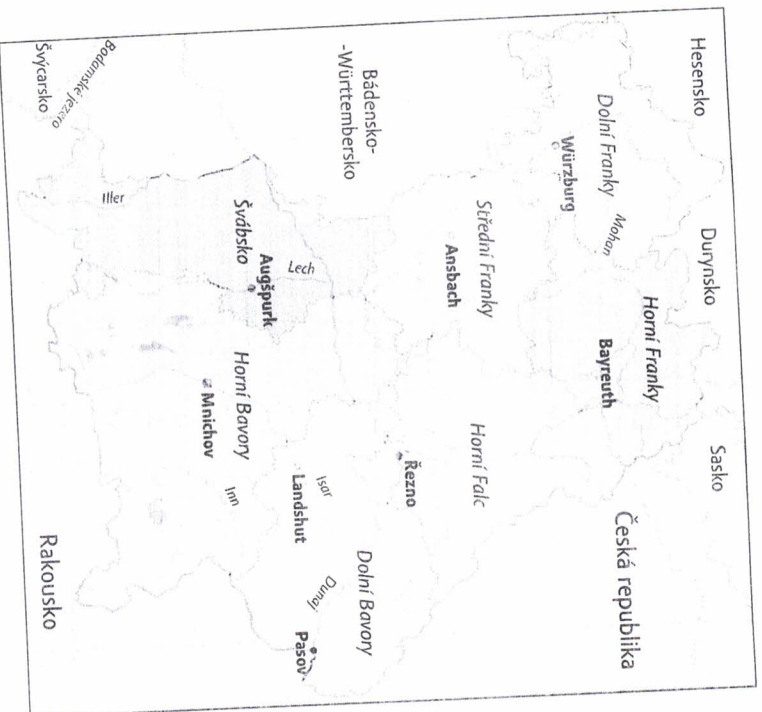 Hesensko
Durynsko
Sasko
Česká republika
Dolní Franky
Mohan
Horní Franky
Würzburg
Bayreuth
Střední Franky
Ansbach
Horní Falc
Bádensko-
-Württembersko
Řezno
Dolní Bavory
Lech
Isar
Dunaj
Landshut
Pasov
Švábsko
Augšpurk
Horní Bavory
Mnichov
Inn
Iller
Bodamské jezero
Švýcarsko
Rakousko